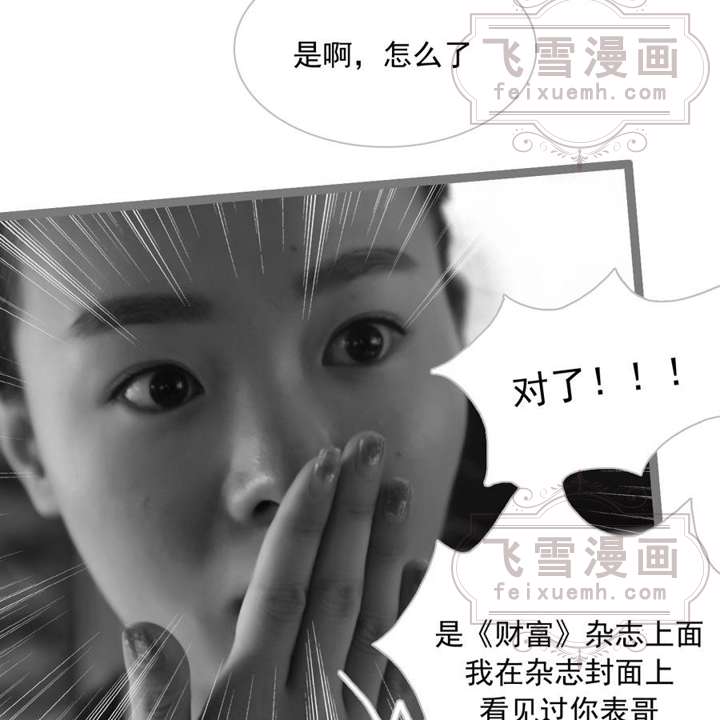 是啊，怎么了
飞雪漫画
feixuemh.com
对了！！！
飞雪漫画
feixuemh.com
是《财富》杂志上面
我在杂志封面上
看见过你表哥